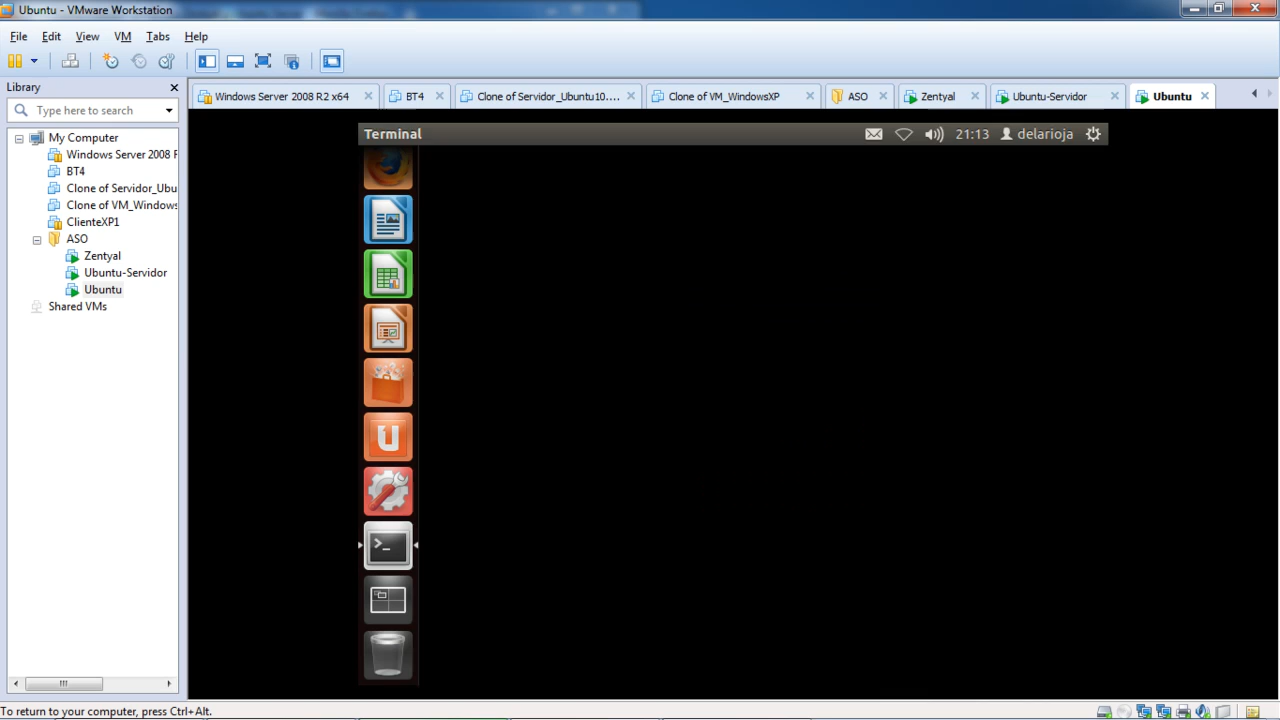 Ubuntu - VMware Workstation
File Edit View VM Tabs Help
Library
Type here to search
Windows Server 2008 R2 x64
BT4
Clone of Servidor_Ubuntu10....
Clone of VM_WindowsXP
ASO
Zentyal
Ubuntu-Servidor
Ubuntu
My Computer
Windows Server 2008 R
BT4
Clone of Servidor_Ubu
Clone of VM_Windows
ClienteXP1
ASO
Zentyal
Ubuntu-Servidor
Ubuntu
Shared VMs
Terminal
21:13 delarioja
>_
To return to your computer, press Ctrl+Alt.